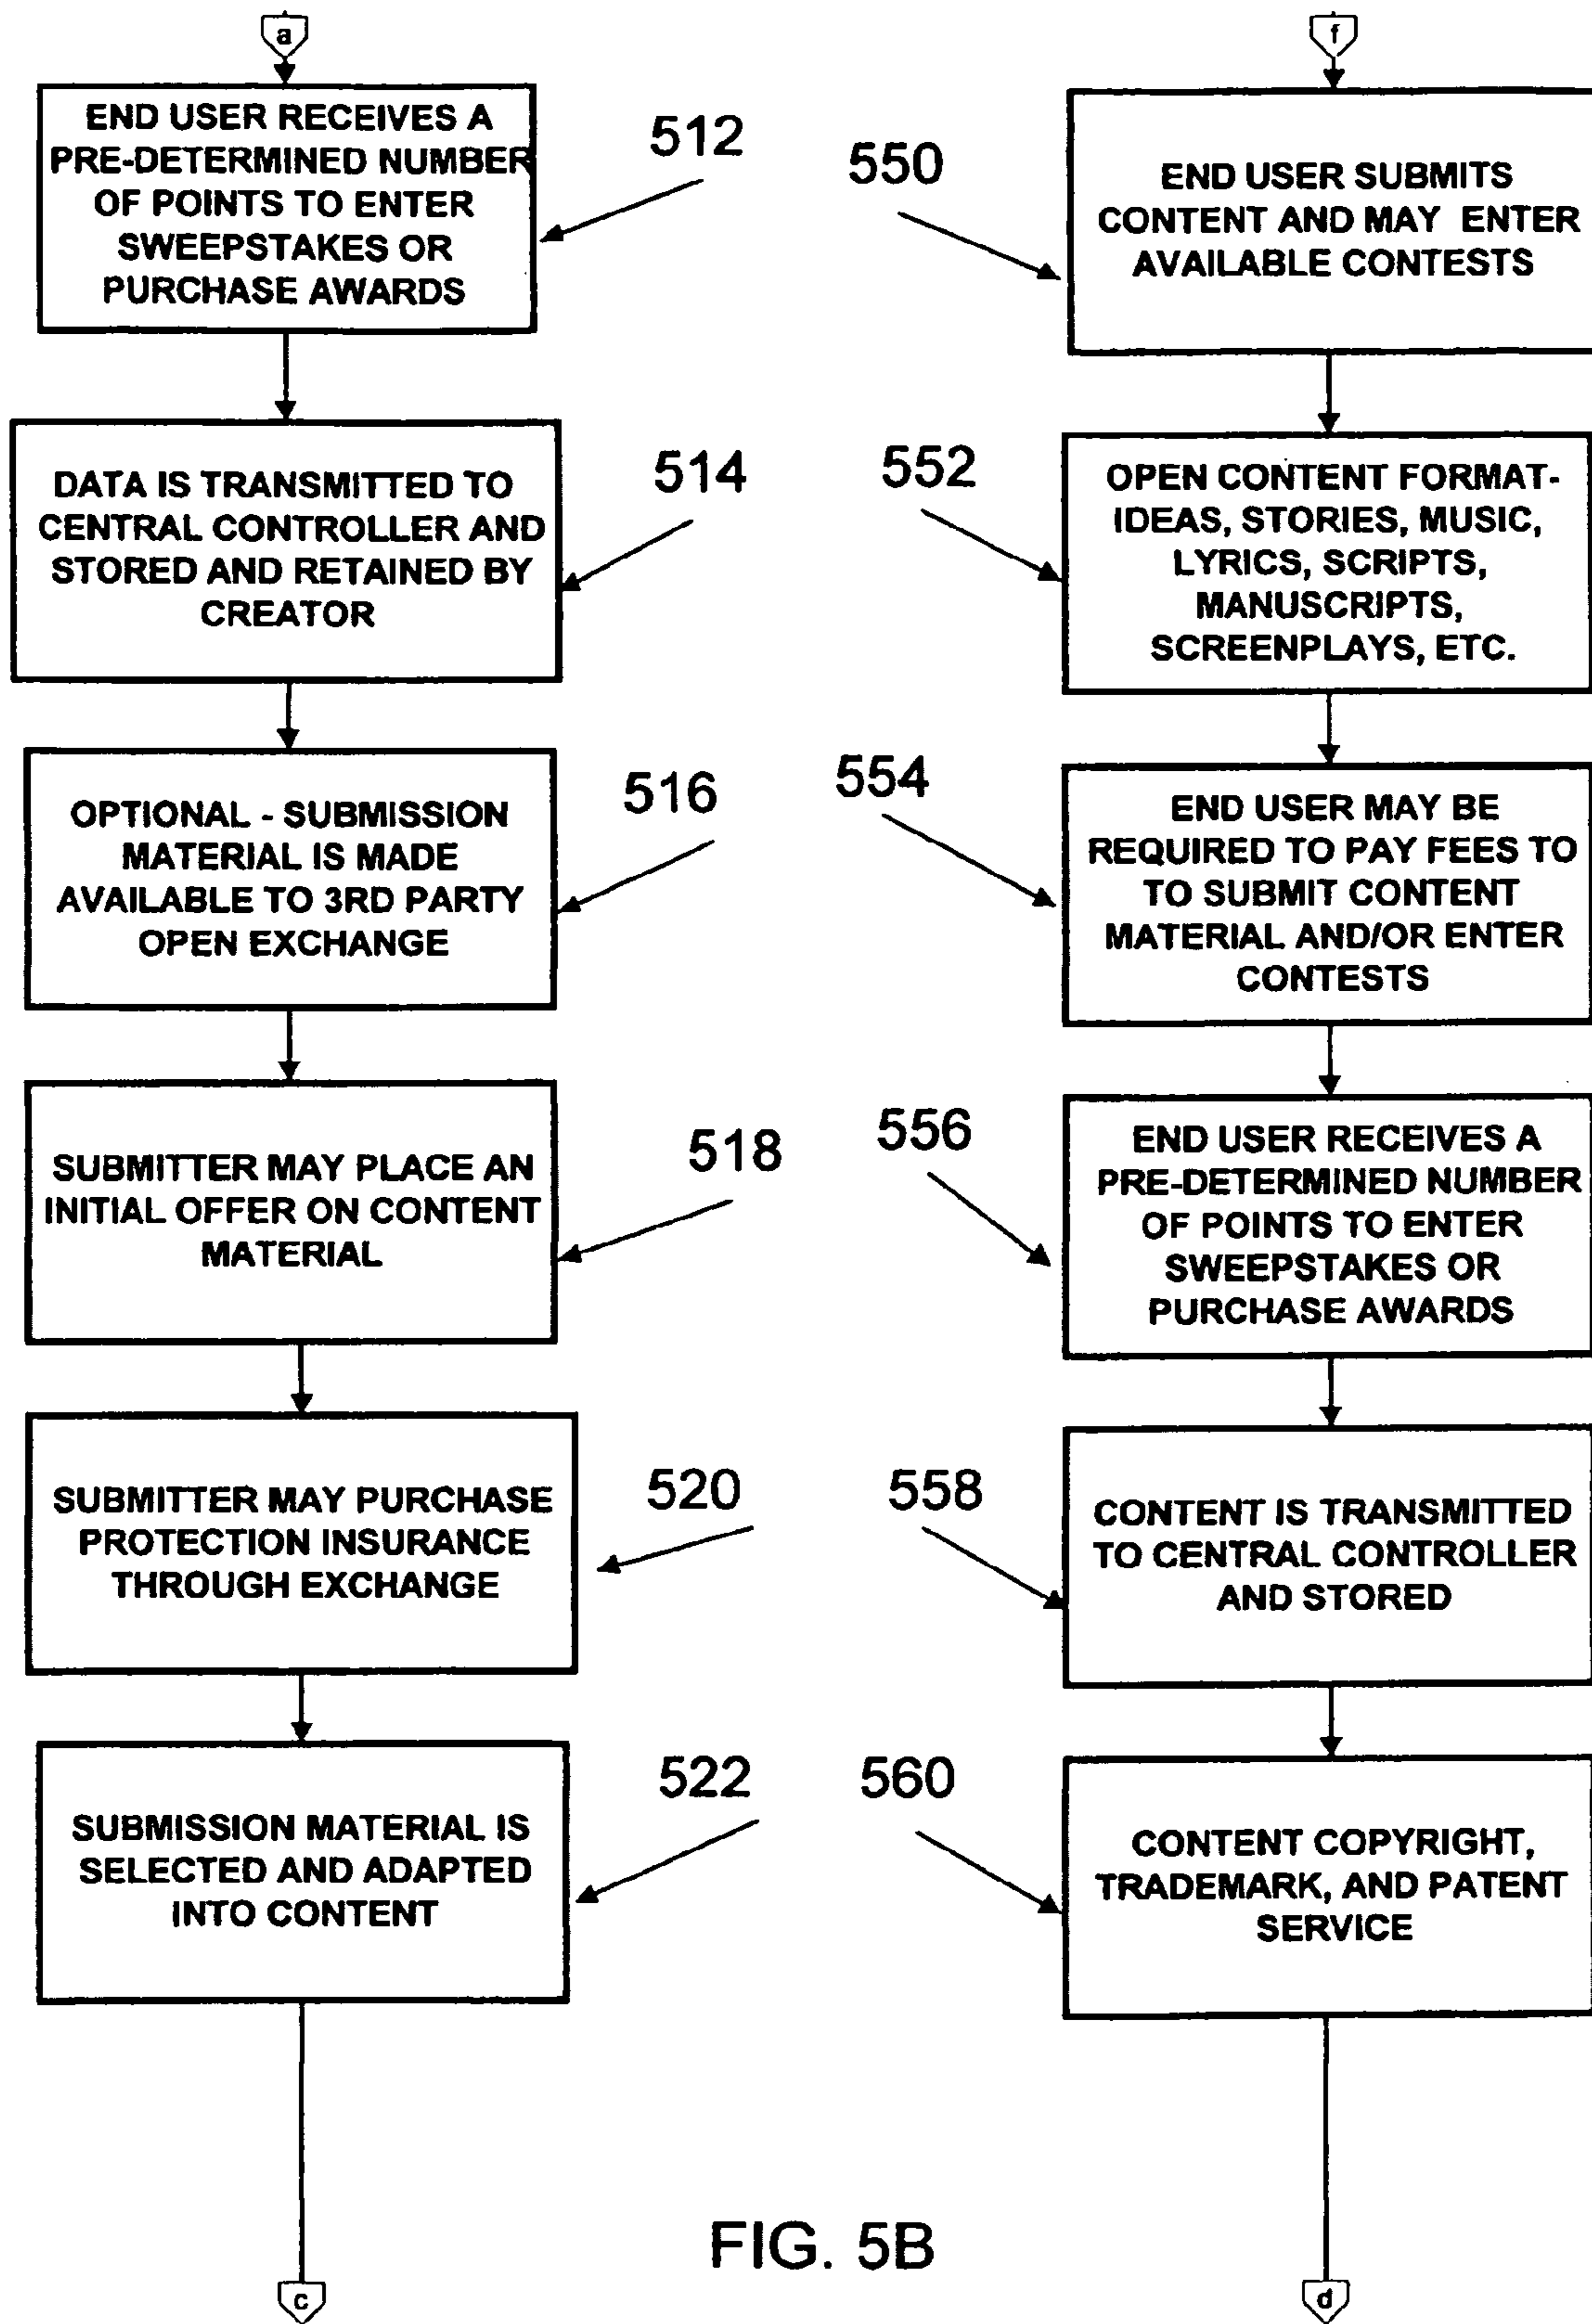 a
END USER RECEIVES A
PRE-DETERMINED NUMBER
OF POINTS TO ENTER
SWEEPSTAKES OR
PURCHASE AWARDS
512
DATA IS TRANSMITTED TO
CENTRAL CONTROLLER AND
STORED AND RETAINED BY
CREATOR
514
OPTIONAL - SUBMISSION
MATERIAL IS MADE
AVAILABLE TO 3RD PARTY
OPEN EXCHANGE
516
SUBMITTER MAY PLACE AN
INITIAL OFFER ON CONTENT
MATERIAL
518
SUBMITTER MAY PURCHASE
PROTECTION INSURANCE
THROUGH EXCHANGE
520
SUBMISSION MATERIAL IS
SELECTED AND ADAPTED
INTO CONTENT
522
c
f
550
END USER SUBMITS
CONTENT AND MAY ENTER
AVAILABLE CONTESTS
552
OPEN CONTENT FORMAT-
IDEAS, STORIES, MUSIC,
LYRICS, SCRIPTS,
MANUSCRIPTS,
SCREENPLAYS, ETC.
554
END USER MAY BE
REQUIRED TO PAY FEES TO
TO SUBMIT CONTENT
MATERIAL AND/OR ENTER
CONTESTS
556
END USER RECEIVES A
PRE-DETERMINED NUMBER
OF POINTS TO ENTER
SWEEPSTAKES OR
PURCHASE AWARDS
558
CONTENT IS TRANSMITTED
TO CENTRAL CONTROLLER
AND STORED
560
CONTENT COPYRIGHT,
TRADEMARK, AND PATENT
SERVICE
d
FIG. 5B